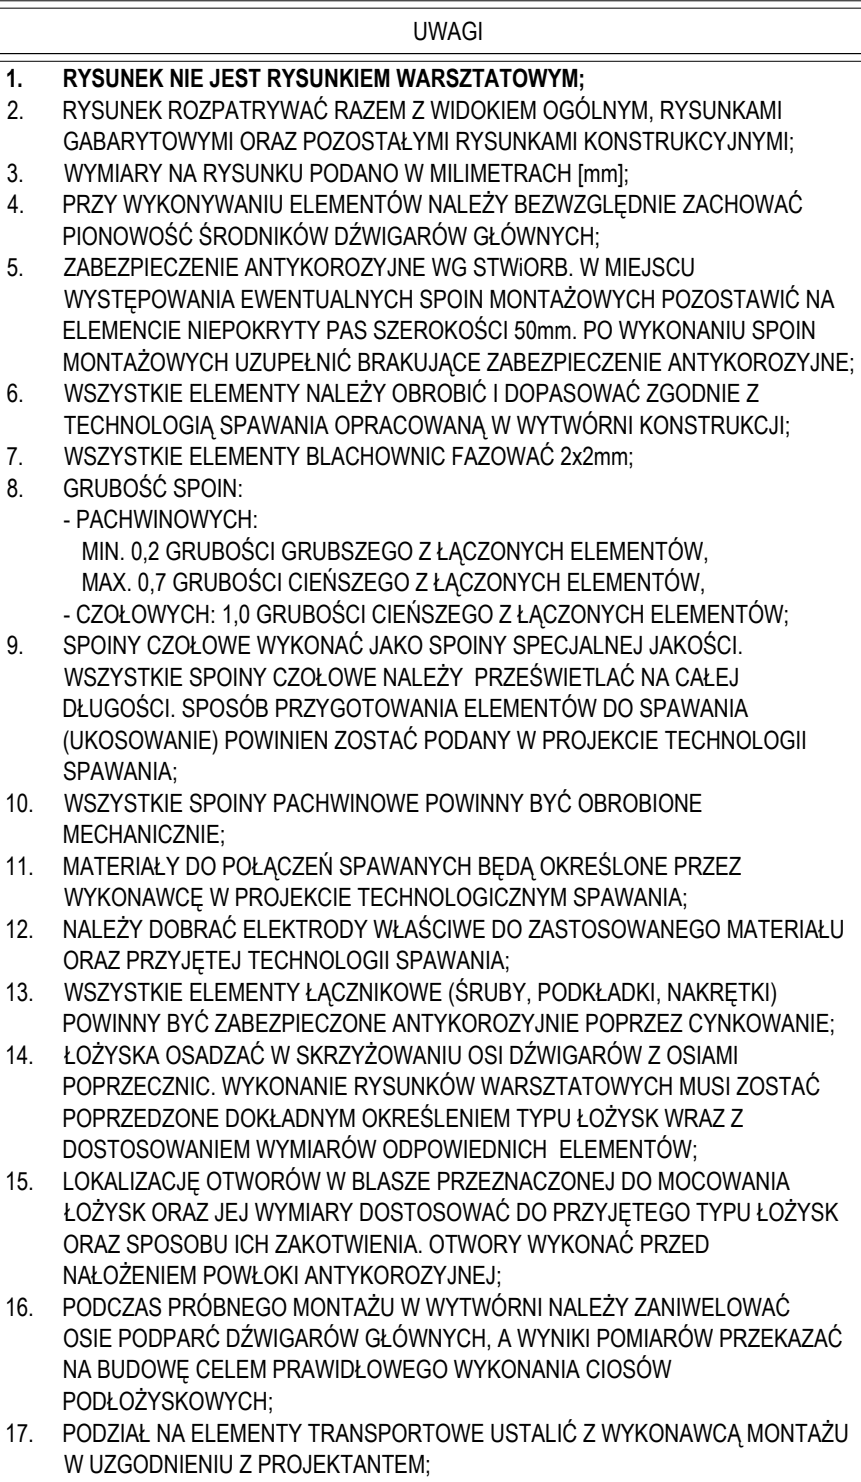 UWAGI
1. RYSUNEK NIE JEST RYSUNKIEM WARSZTATOWYM;
2. RYSUNEK ROZPATRYWAĆ RAZEM Z WIDOKIEM OGÓLNYM, RYSUNKAMI
GABARYTOWYMI ORAZ POZOSTAŁYMI RYSUNKAMI KONSTRUKCYJNYMI;
3. WYMIARY NA RYSUNKU PODANO W MILIMETRACH [mm];
4. PRZY WYKONYWANIU ELEMENTÓW NALEŻY BEZWZGLĘDNIE ZACHOWAĆ
PIONOWOŚĆ ŚRODNIKÓW DŹWIGARÓW GŁÓWNYCH;
5. ZABEZPIECZENIE ANTYKOROZYJNE WG STWiORB. W MIEJSCU
WYSTĘPOWANIA EWENTUALNYCH SPOIN MONTAŻOWYCH POZOSTAWIĆ NA
ELEMENCIE NIEPOKRYTY PAS SZEROKOŚCI 50mm. PO WYKONANIU SPOIN
MONTAŻOWYCH UZUPEŁNIĆ BRAKUJĄCE ZABEZPIECZENIE ANTYKOROZYJNE;
6. WSZYSTKIE ELEMENTY NALEŻY OBROBIĆ I DOPASOWAĆ ZGODNIE Z
TECHNOLOGIĄ SPAWANIA OPRACOWANĄ W WYTWÓRNI KONSTRUKCJI;
7. WSZYSTKIE ELEMENTY BLACHOWNIC FAZOWAĆ 2x2mm;
8. GRUBOŚĆ SPOIN:
- PACHWINOWYCH:
MIN. 0,2 GRUBOŚCI GRUBSZEGO Z ŁĄCZONYCH ELEMENTÓW,
MAX. 0,7 GRUBOŚCI CIEŃSZEGO Z ŁĄCZONYCH ELEMENTÓW,
- CZOŁOWYCH: 1,0 GRUBOŚCI CIEŃSZEGO Z ŁĄCZONYCH ELEMENTÓW;
9. SPOINY CZOŁOWE WYKONAĆ JAKO SPOINY SPECJALNEJ JAKOŚCI.
WSZYSTKIE SPOINY CZOŁOWE NALEŻY PRZEŚWIETLAĆ NA CAŁEJ
DŁUGOŚCI. SPOSÓB PRZYGOTOWANIA ELEMENTÓW DO SPAWANIA
(UKOSOWANIE) POWINIEN ZOSTAĆ PODANY W PROJEKCIE TECHNOLOGII
SPAWANIA;
10. WSZYSTKIE SPOINY PACHWINOWE POWINNY BYĆ OBROBIONE
MECHANICZNIE;
11. MATERIAŁY DO POŁĄCZEŃ SPAWANYCH BĘDĄ OKREŚLONE PRZEZ
WYKONAWCĘ W PROJEKCIE TECHNOLOGICZNYM SPAWANIA;
12. NALEŻY DOBRAĆ ELEKTRODY WŁAŚCIWE DO ZASTOSOWANEGO MATERIAŁU
ORAZ PRZYJĘTEJ TECHNOLOGII SPAWANIA;
13. WSZYSTKIE ELEMENTY ŁĄCZNIKOWE (ŚRUBY, PODKŁADKI, NAKRĘTKI)
POWINNY BYĆ ZABEZPIECZONE ANTYKOROZYJNIE POPRZEZ CYNKOWANIE;
14. ŁOŻYSKA OSADZAĆ W SKRZYŻOWANIU OSI DŹWIGARÓW Z OSIAMI
POPRZECZNIC. WYKONANIE RYSUNKÓW WARSZTATOWYCH MUSI ZOSTAĆ
POPRZEDZONE DOKŁADNYM OKREŚLENIEM TYPU ŁOŻYSK WRAZ Z
DOSTOSOWANIEM WYMIARÓW ODPOWIEDNICH ELEMENTÓW;
15. LOKALIZACJĘ OTWORÓW W BLASZE PRZEZNACZONEJ DO MOCOWANIA
ŁOŻYSK ORAZ JEJ WYMIARY DOSTOSOWAĆ DO PRZYJĘTEGO TYPU ŁOŻYSK
ORAZ SPOSOBU ICH ZAKOTWIENIA. OTWORY WYKONAĆ PRZED
NAŁOŻENIEM POWŁOKI ANTYKOROZYJNEJ;
16. PODCZAS PRÓBNEGO MONTAŻU W WYTWÓRNI NALEŻY ZANIWELOWAĆ
OSIE PODPARĆ DŹWIGARÓW GŁÓWNYCH, A WYNIKI POMIARÓW PRZEKAZAĆ
NA BUDOWĘ CELEM PRAWIDŁOWEGO WYKONANIA CIOSÓW
PODŁOŻYSKOWYCH;
17. PODZIAŁ NA ELEMENTY TRANSPORTOWE USTALIĆ Z WYKONAWCĄ MONTAŻU
W UZGODNIENIU Z PROJEKTANTEM;